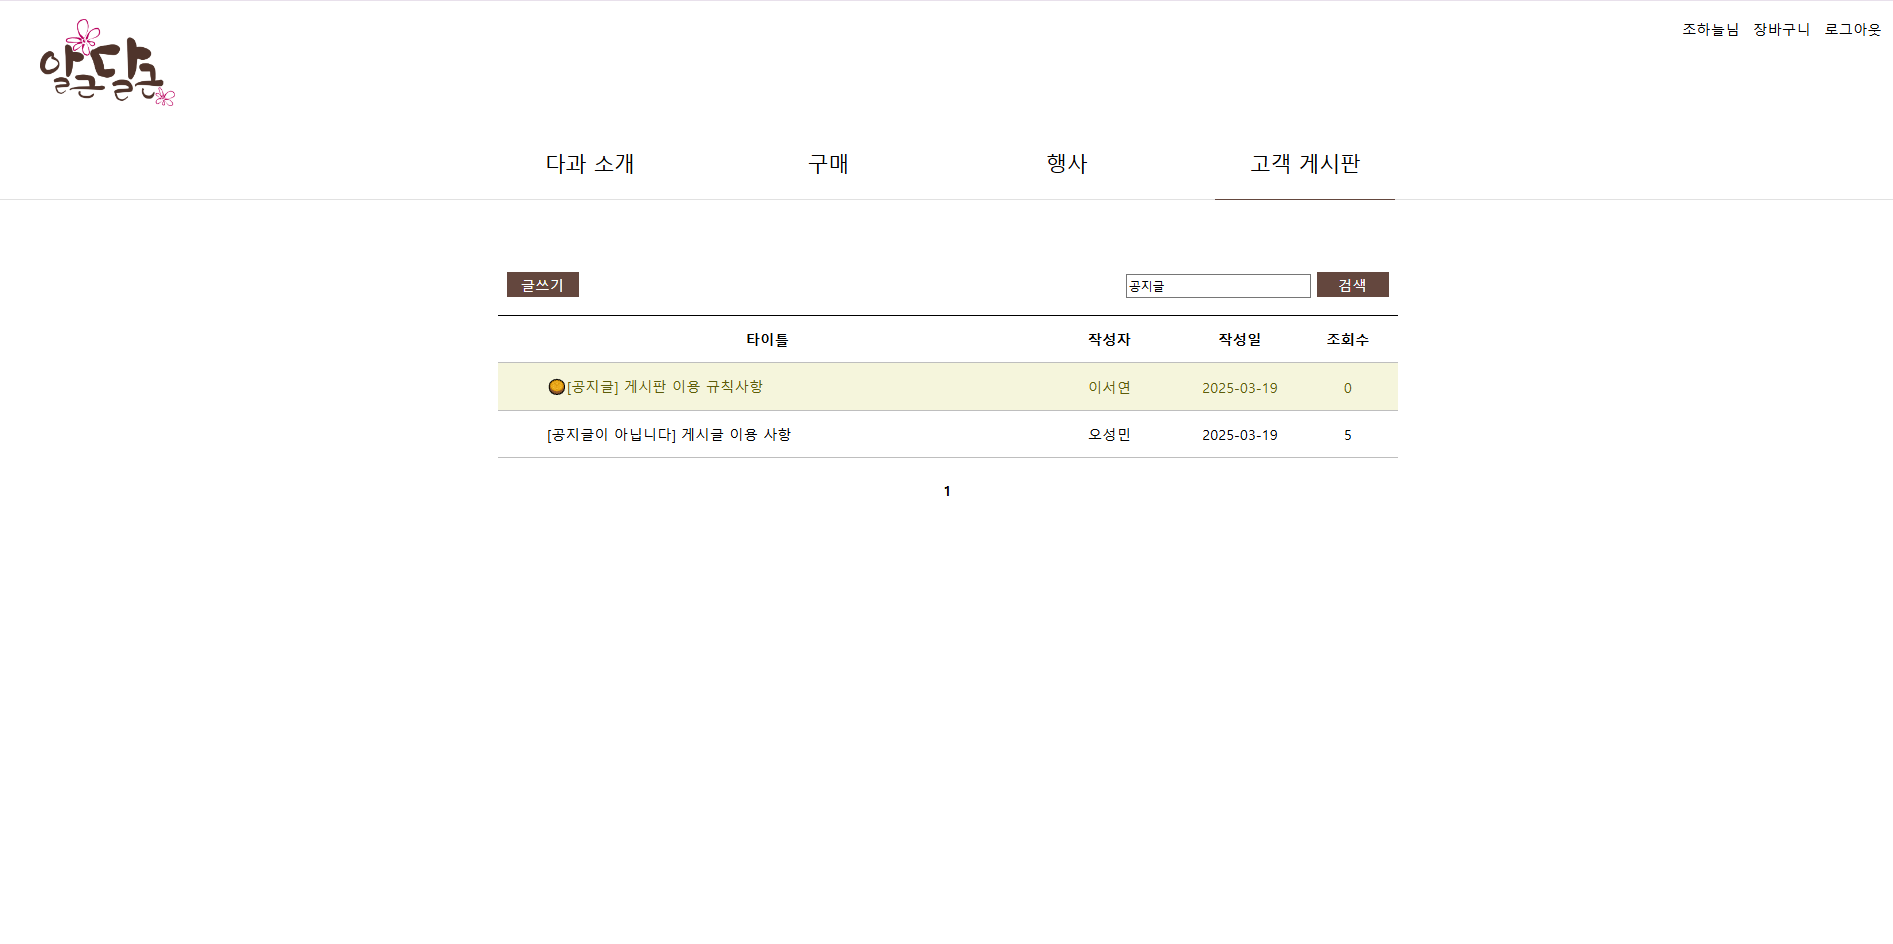 알콩달콩
조하늘님 장바구니 로그아웃
다과 소개 구매 행사 고객 게시판
글쓰기 공지글 검색
타이틀 작성자 작성일 조회수
[공지글] 게시판 이용 규칙사항 이서연 2025-03-19 0
[공지글이 아닙니다] 게시글 이용 사항 오성민 2025-03-19 5
1